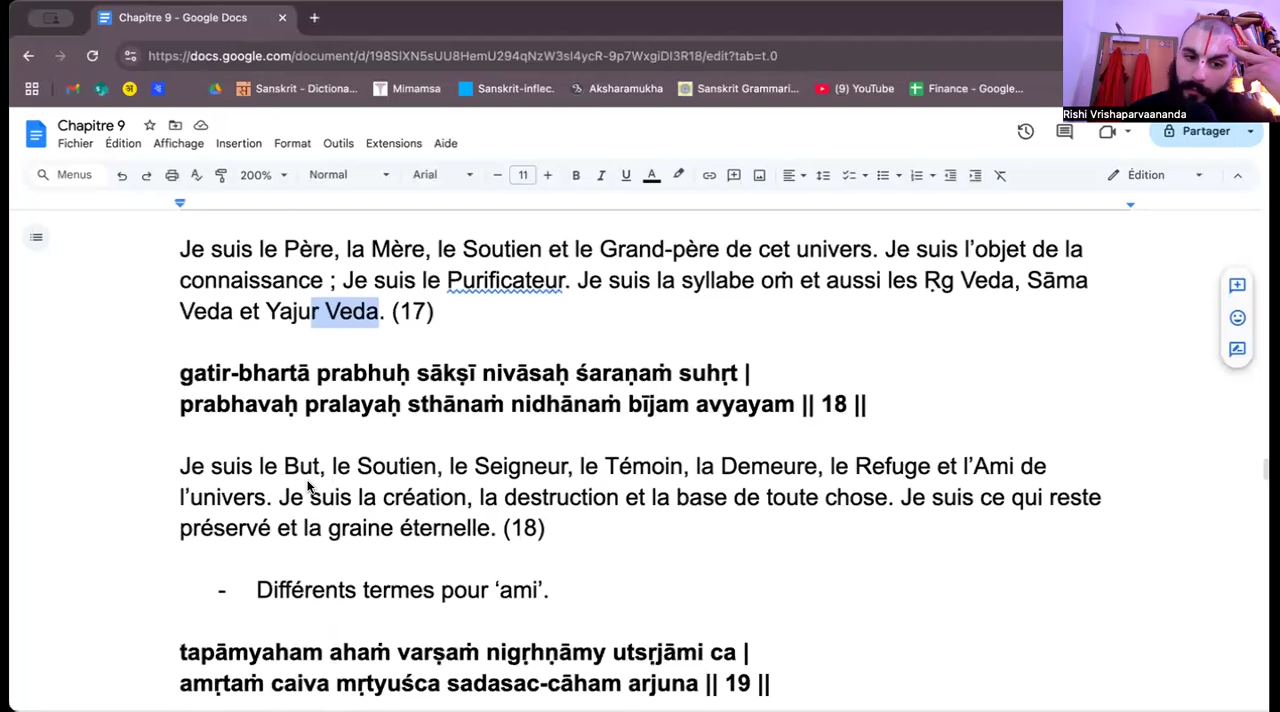 Chapitre 9 - Google Docs
https://docs.google.com/document/d/198SlXN5sUU8HemU294qNzW3sl4ycR-9p7WxgiDI3R18/edit?tab=t.0
Sanskrit - Dictiona... Mimamsa Sanskrit-inflec. Aksharamukha Sanskrit Grammari... (9) YouTube Finance - Google...
Rishi Vrishaparvaananda
Chapitre 9
Partager
Fichier Édition Affichage Insertion Format Outils Extensions Aide
Menus 200% Normal Arial 11 B I U A Édition
Je suis le Père, la Mère, le Soutien et le Grand-père de cet univers. Je suis l’objet de la
connaissance ; Je suis le Purificateur. Je suis la syllabe oṁ et aussi les Ṛg Veda, Sāma
Veda et Yajur Veda. (17)
gatir-bhartā prabhuḥ sākṣī nivāsaḥ śaraṇaṁ suhṛt |
prabhavaḥ pralayaḥ sthānaṁ nidhānaṁ bījam avyayam || 18 ||
Je suis le But, le Soutien, le Seigneur, le Témoin, la Demeure, le Refuge et l’Ami de
l’univers. Je suis la création, la destruction et la base de toute chose. Je suis ce qui reste
préservé et la graine éternelle. (18)
- Différents termes pour ‘ami’.
tapāmyaham ahaṁ varṣaṁ nigṛhṇāmy utsṛjāmi ca |
amṛtaṁ caiva mṛtyuśca sadasac-cāham arjuna || 19 ||